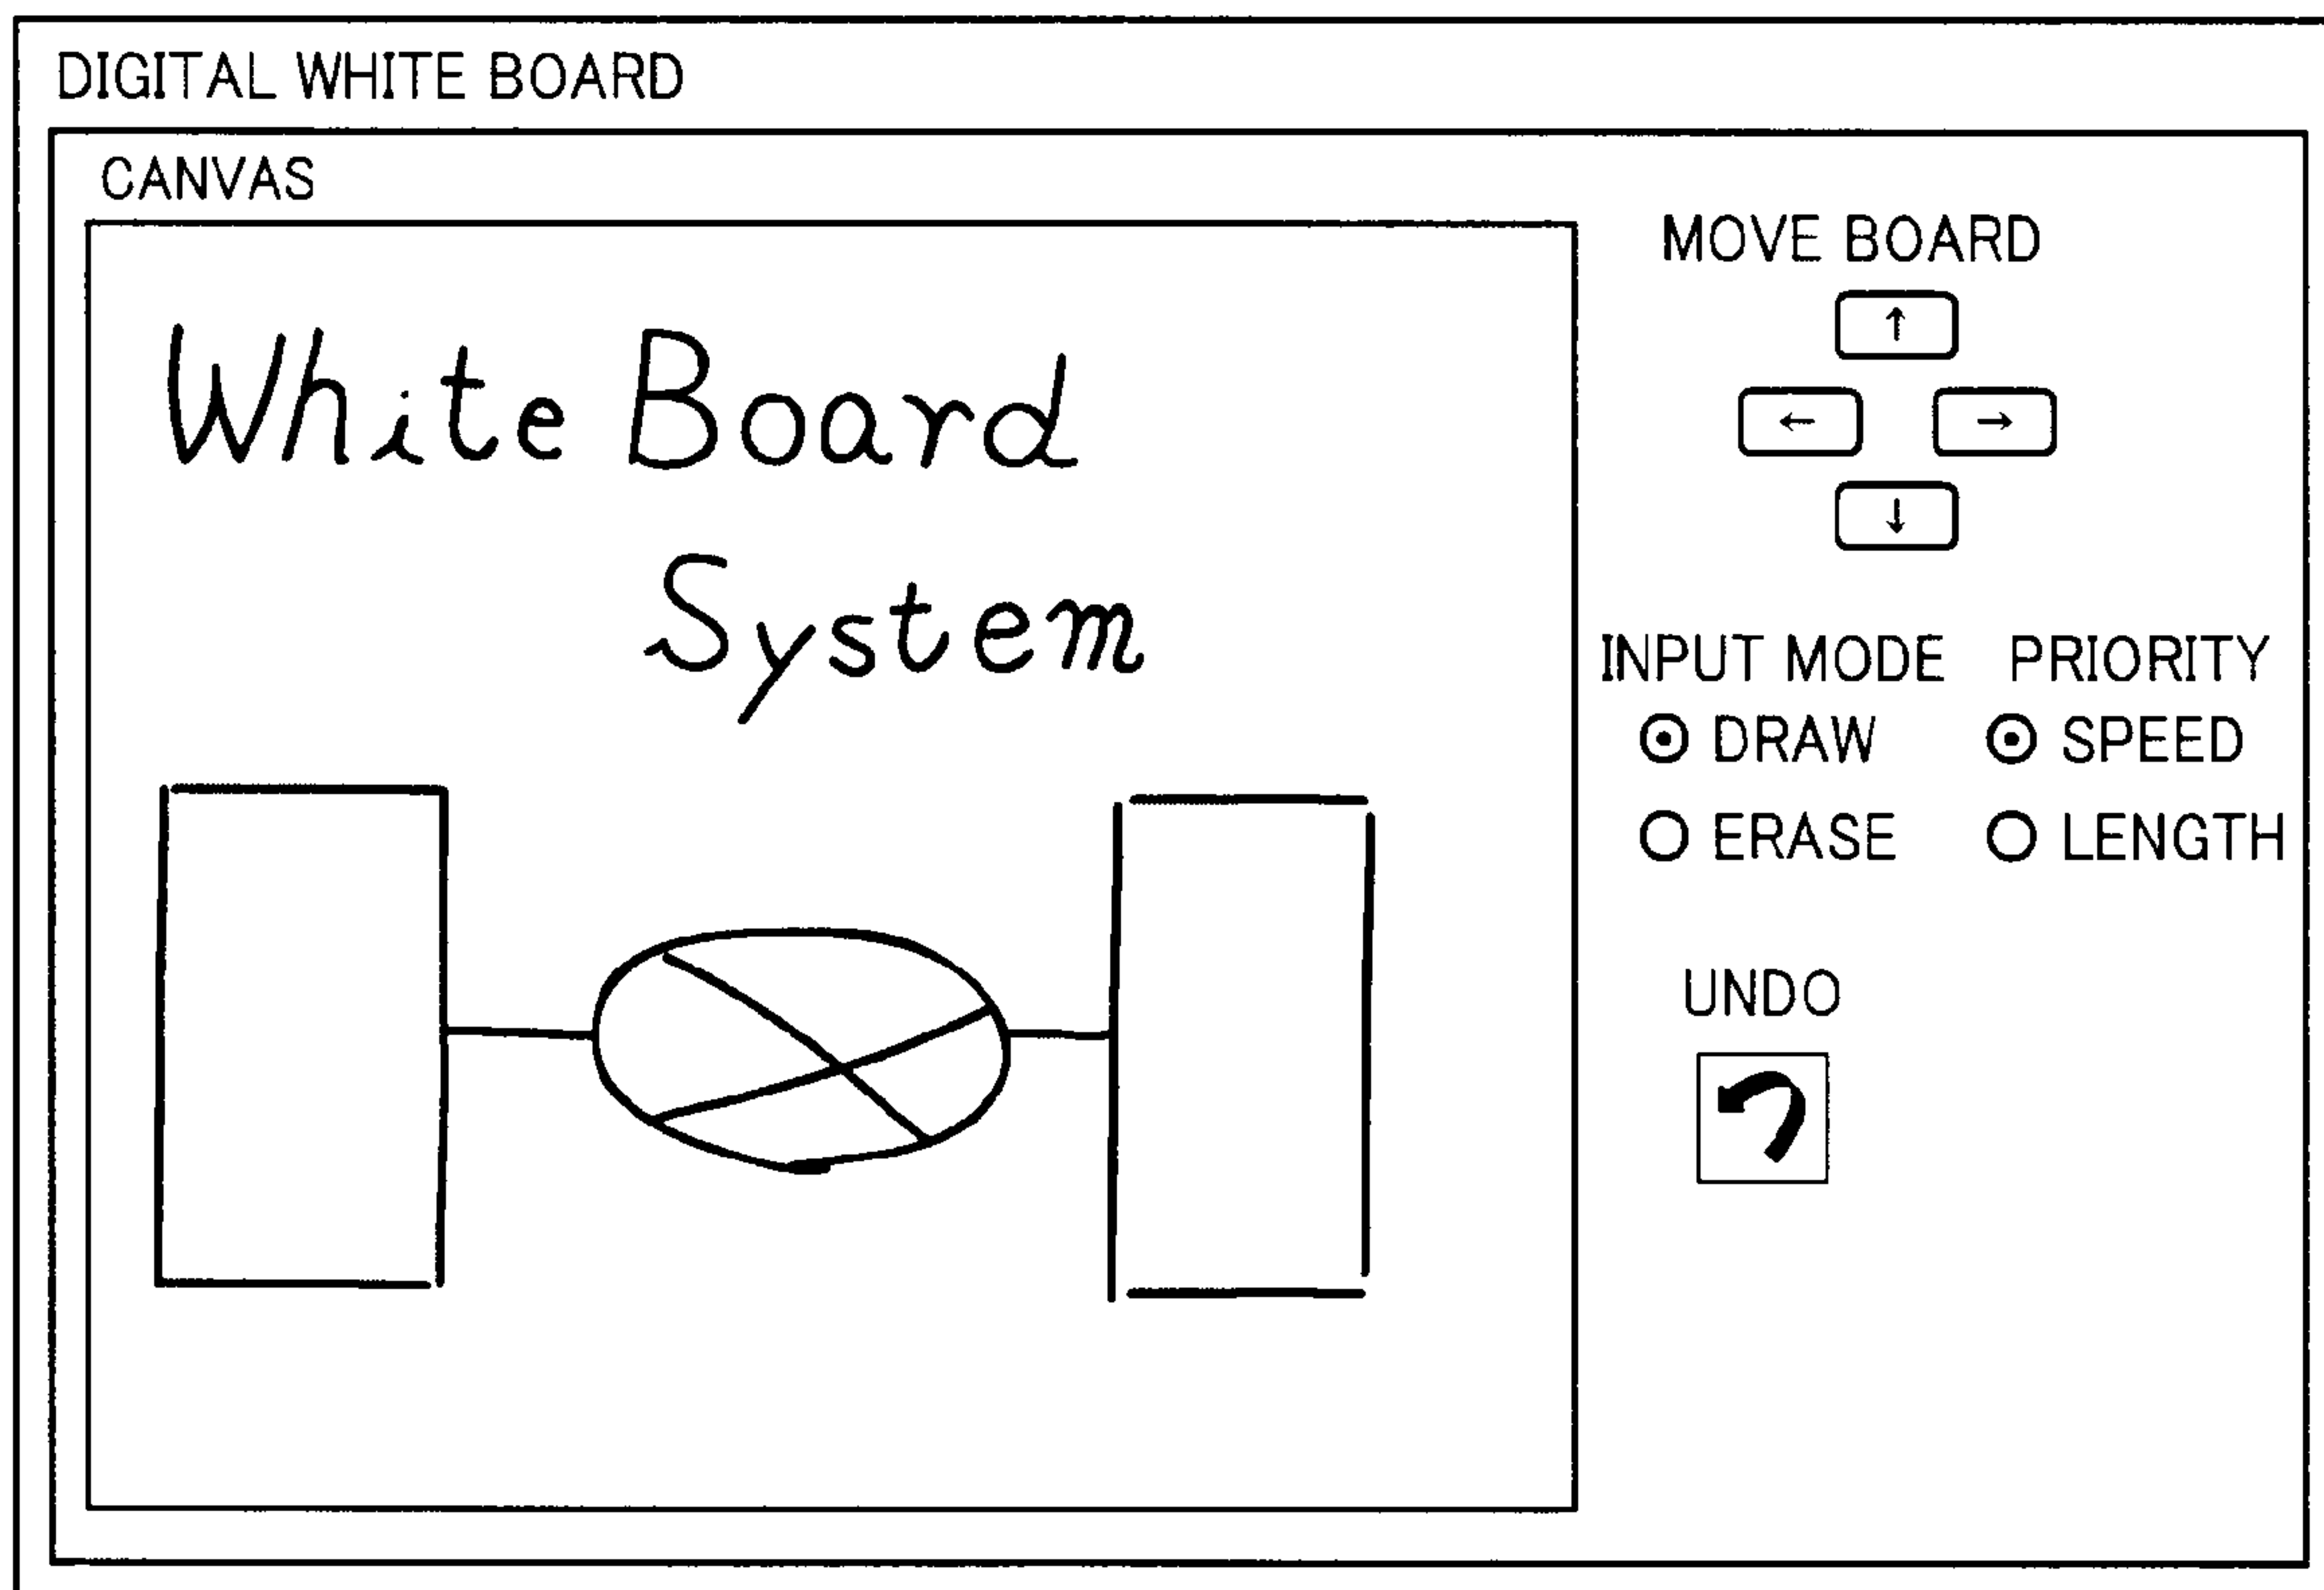 DIGITAL WHITE BOARD
CANVAS
White Board
System
MOVE BOARD
↑
← →
↓
INPUT MODE PRIORITY
DRAW SPEED
ERASE LENGTH
UNDO